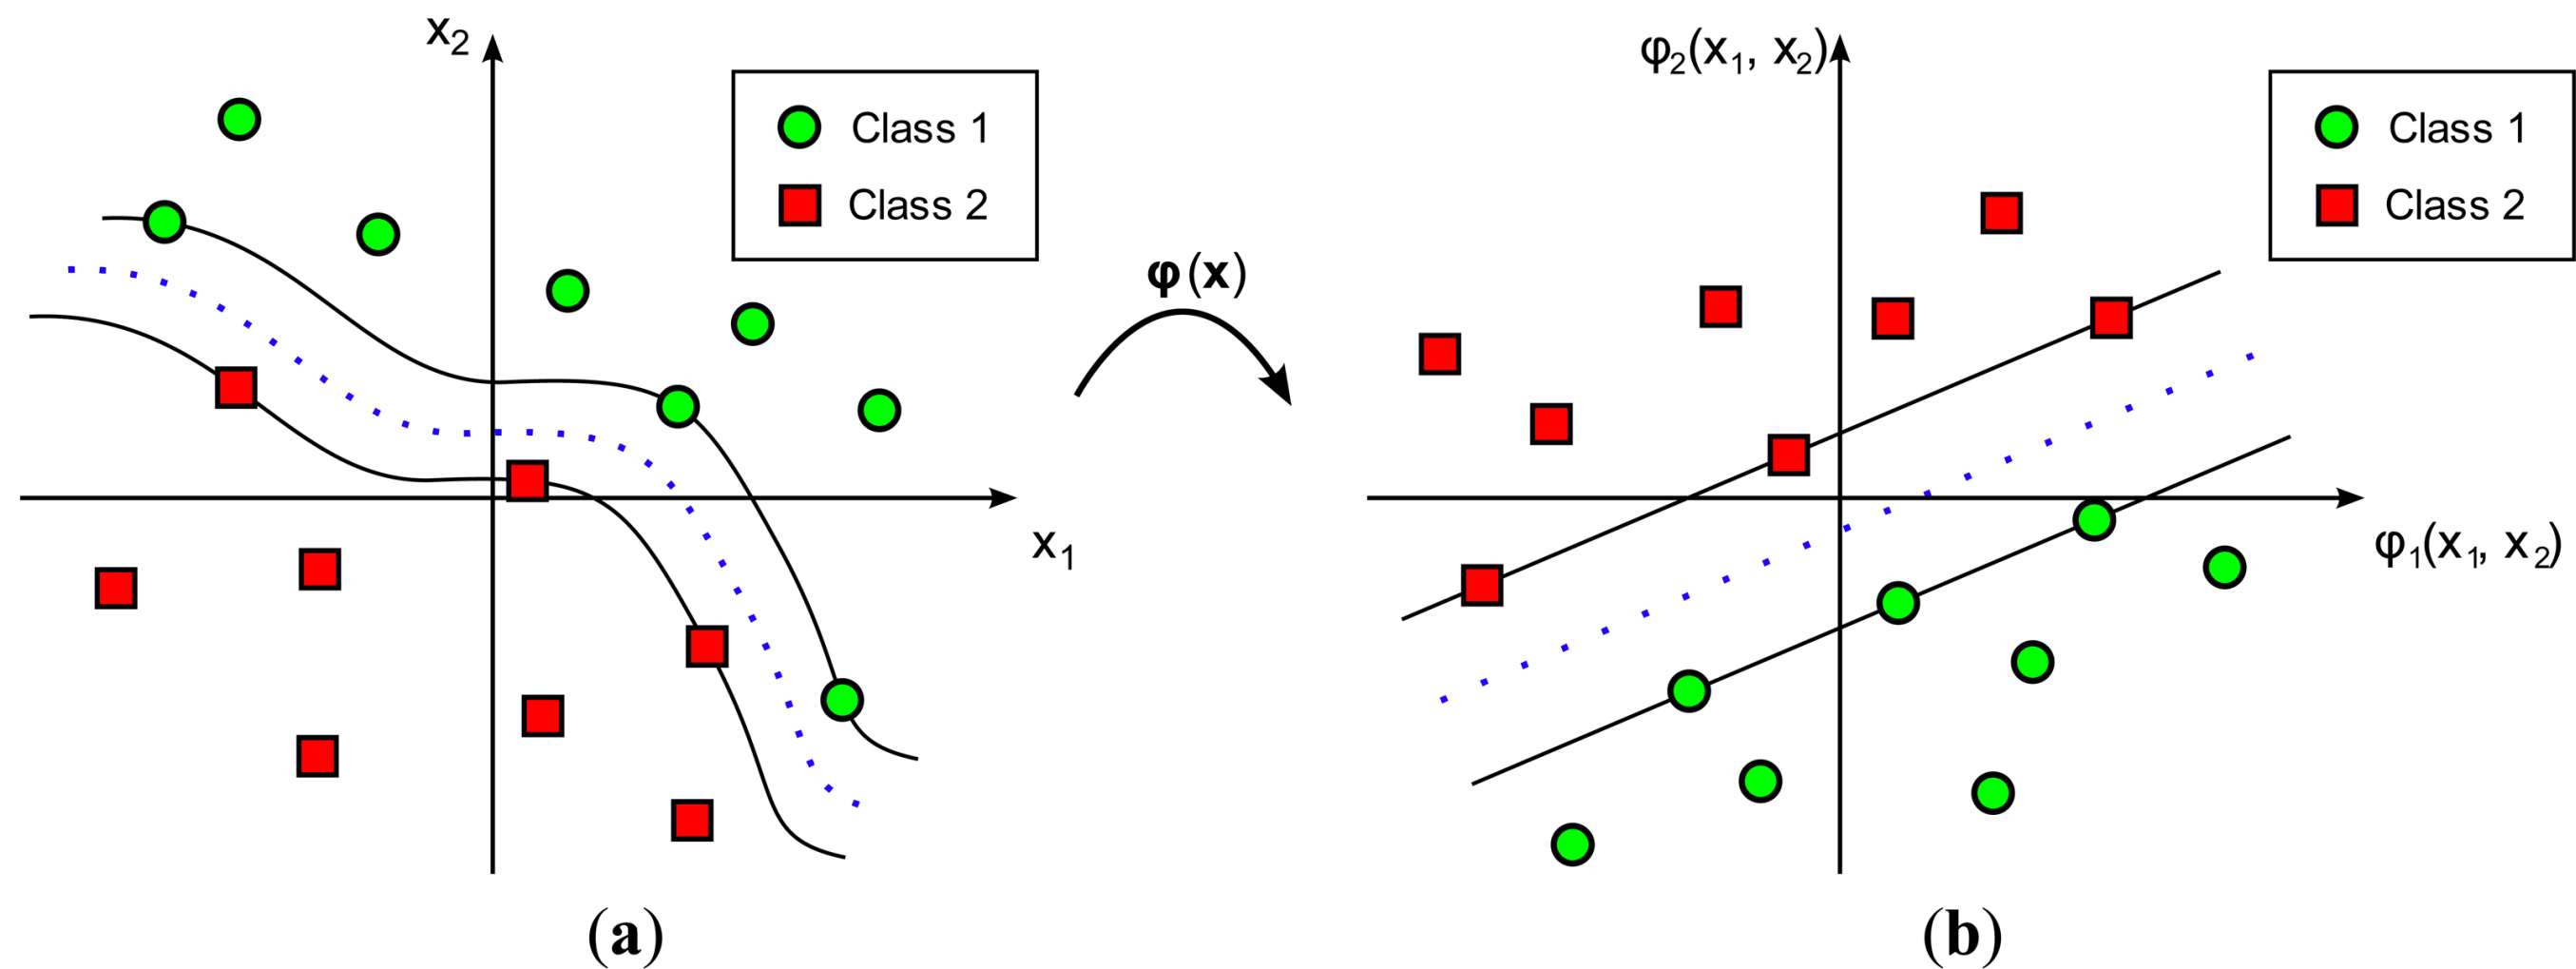 x₂
Class 1
Class 2
x₁
(a)
φ(x)
φ₂(x₁, x₂)
Class 1
Class 2
φ₁(x₁, x₂)
(b)